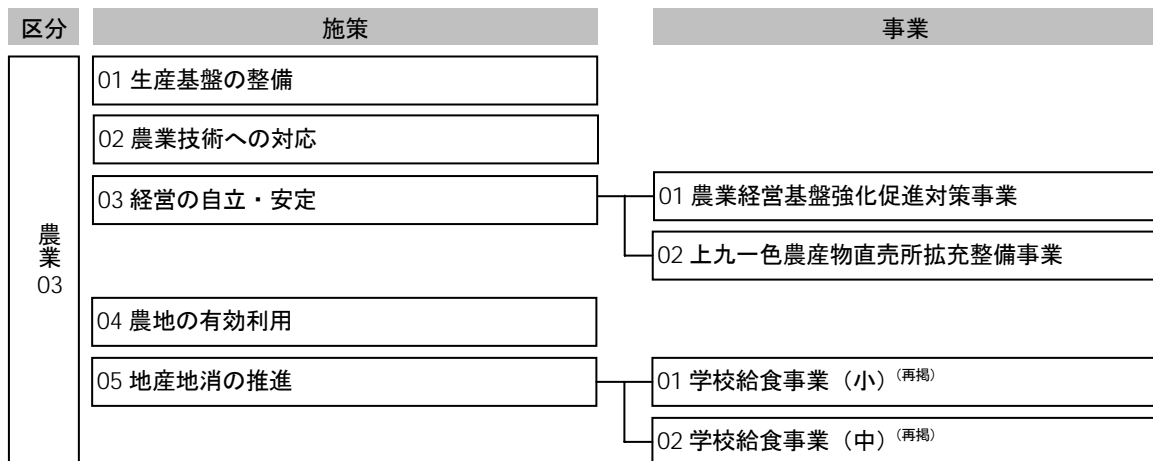 区分 施策 事業
農業03
01 生産基盤の整備
02 農業技術への対応
03 経営の自立・安定
01 農業経営基盤強化促進対策事業
02 上九一色農産物直売所拡充整備事業
04 農地の有効利用
05 地産地消の推進
01 学校給食事業（小）（再掲）
02 学校給食事業（中）（再掲）